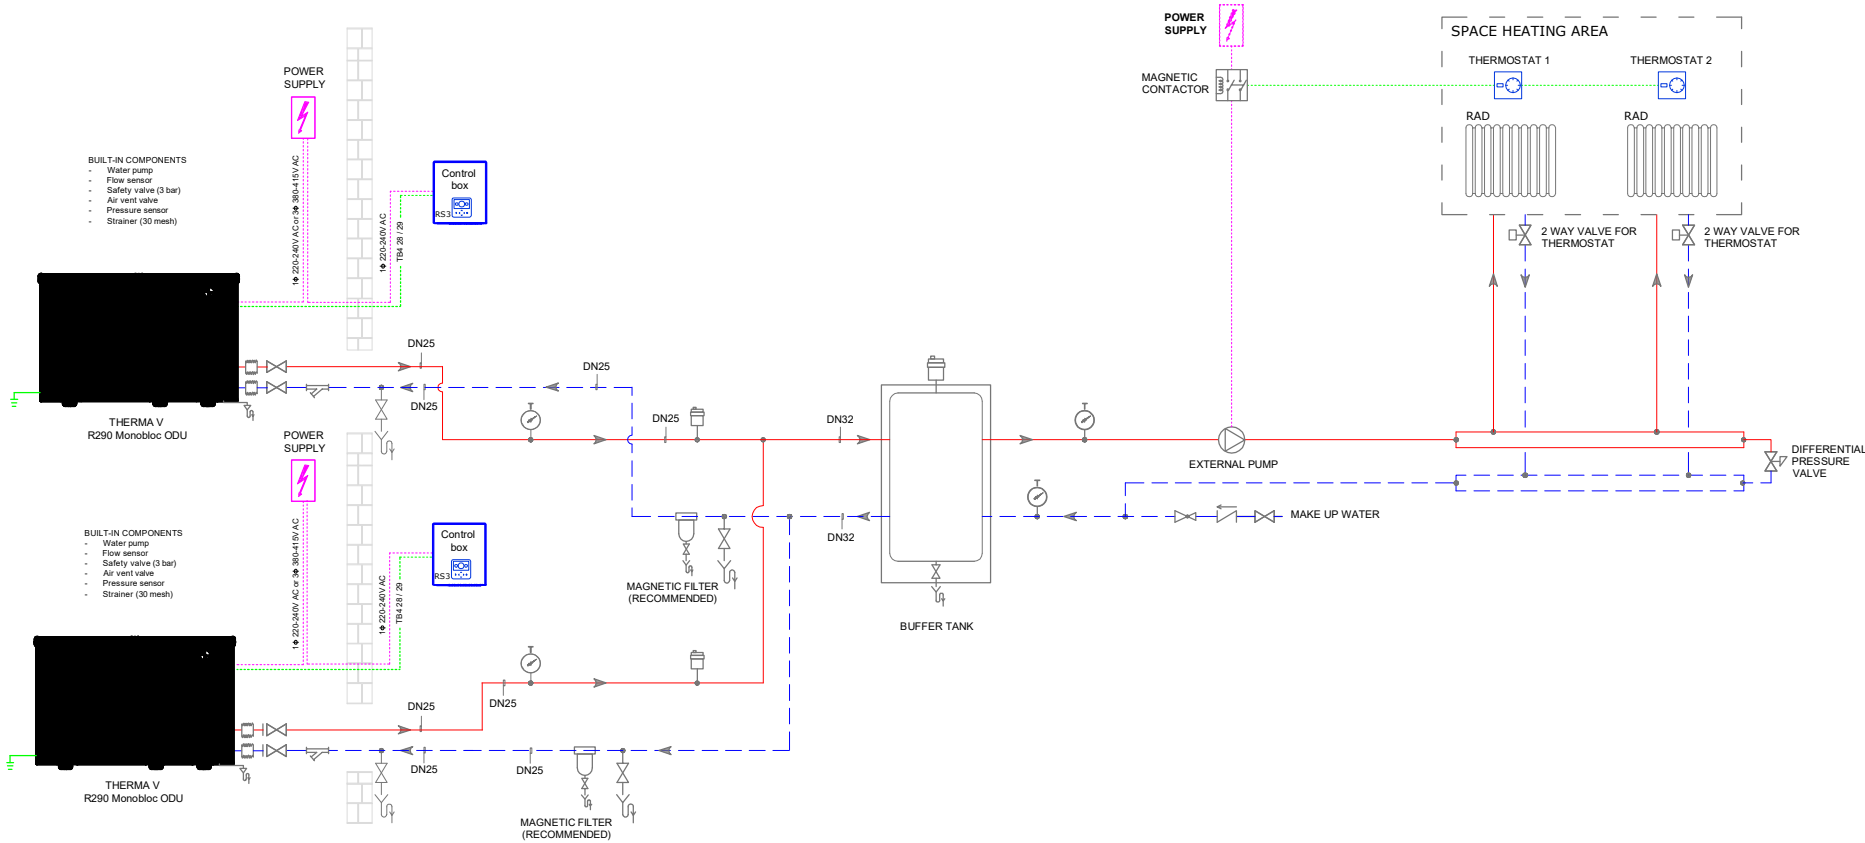 POWER
SUPPLY
SPACE HEATING AREA
THERMOSTAT 1
THERMOSTAT 2
MAGNETIC
CONTACTOR
RAD
RAD
2 WAY VALVE FOR
THERMOSTAT
2 WAY VALVE FOR
THERMOSTAT
POWER
SUPPLY
BUILT-IN COMPONENTS
- Water pump
- Flow sensor
- Safety valve (3 bar)
- Air vent valve
- Pressure sensor
- Strainer (30 mesh)
1Φ 220-240V AC or 3Φ 380-415V AC
1Φ 220-240V AC
TB4 28 / 29
Control
box
RS3
DN25
DN25
DN25
THERMA V
R290 Monobloc ODU
DN25
DN32
EXTERNAL PUMP
DIFFERENTIAL
PRESSURE
VALVE
MAKE UP WATER
DN32
MAGNETIC FILTER
(RECOMMENDED)
BUFFER TANK
POWER
SUPPLY
BUILT-IN COMPONENTS
- Water pump
- Flow sensor
- Safety valve (3 bar)
- Air vent valve
- Pressure sensor
- Strainer (30 mesh)
1Φ 220-240V AC or 3Φ 380-415V AC
1Φ 220-240V AC
TB4 28 / 29
Control
box
RS3
DN25
DN25
DN25
DN25
THERMA V
R290 Monobloc ODU
MAGNETIC FILTER
(RECOMMENDED)